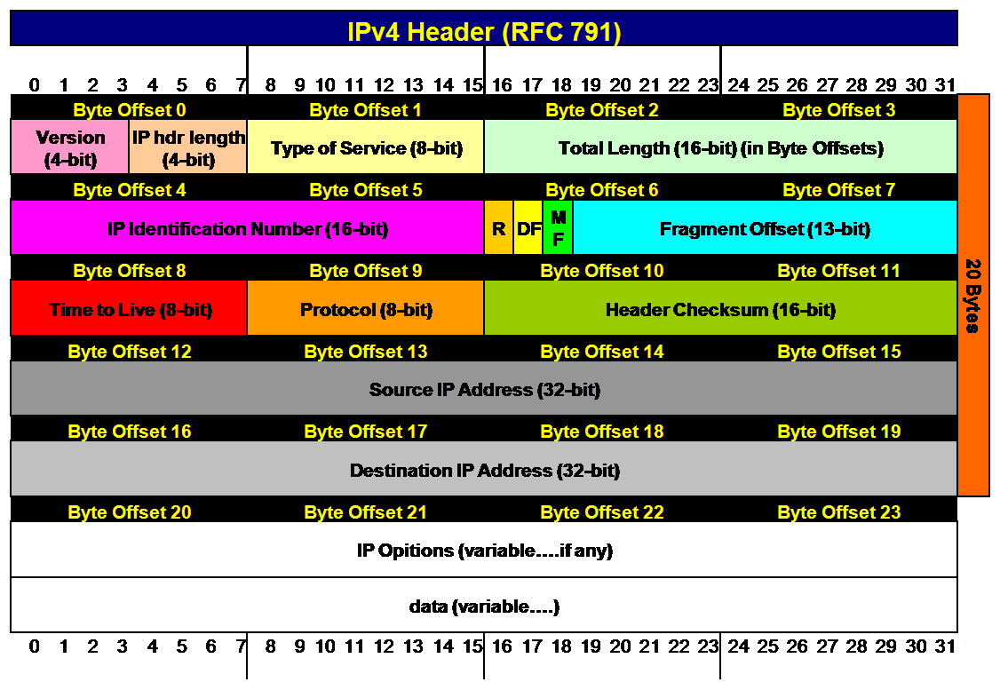 IPv4 Header (RFC 791)
0 1 2 3 4 5 6 7 8 9 10 11 12 13 14 15 16 17 18 19 20 21 22 23 24 25 26 27 28 29 30 31
Byte Offset 0 Byte Offset 1 Byte Offset 2 Byte Offset 3
Version
(4-bit)
IP hdr length
(4-bit)
Type of Service (8-bit)
Total Length (16-bit) (in Byte Offsets)
Byte Offset 4 Byte Offset 5 Byte Offset 6 Byte Offset 7
IP Identification Number (16-bit)
R
DF
M
F
Fragment Offset (13-bit)
Byte Offset 8 Byte Offset 9 Byte Offset 10 Byte Offset 11
Time to Live (8-bit)
Protocol (8-bit)
Header Checksum (16-bit)
Byte Offset 12 Byte Offset 13 Byte Offset 14 Byte Offset 15
Source IP Address (32-bit)
Byte Offset 16 Byte Offset 17 Byte Offset 18 Byte Offset 19
Destination IP Address (32-bit)
20 Bytes
Byte Offset 20 Byte Offset 21 Byte Offset 22 Byte Offset 23
IP Opitions (variable....if any)
data (variable....)
0 1 2 3 4 5 6 7 8 9 10 11 12 13 14 15 16 17 18 19 20 21 22 23 24 25 26 27 28 29 30 31